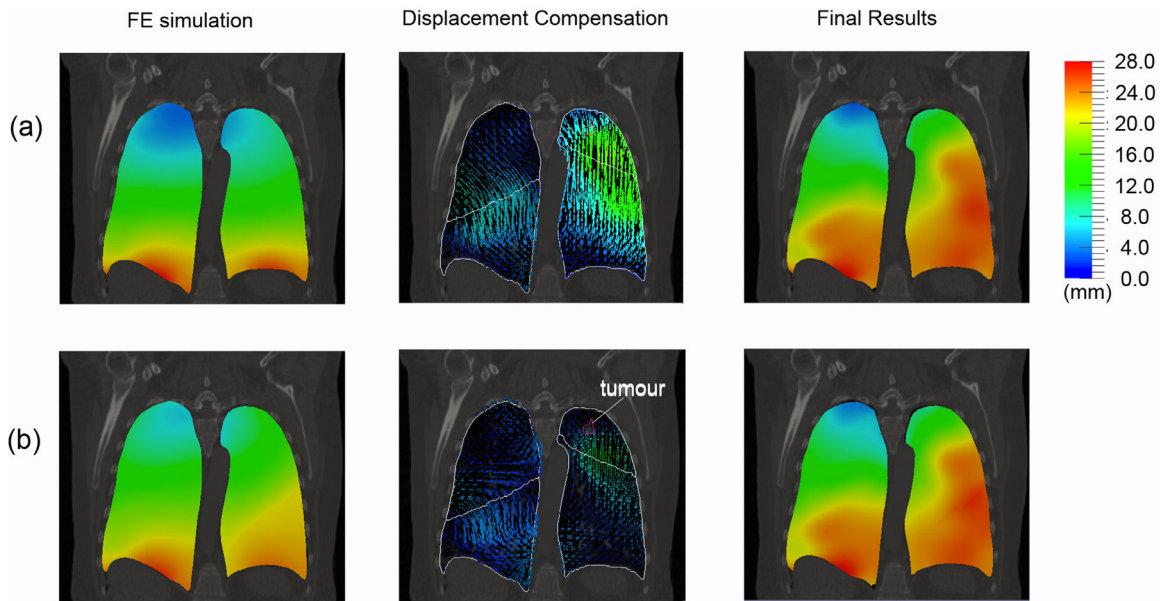 FE simulation
Displacement Compensation
Final Results
(a)
28.0
24.0
20.0
16.0
12.0
8.0
4.0
0.0
(mm)
(b)
tumour